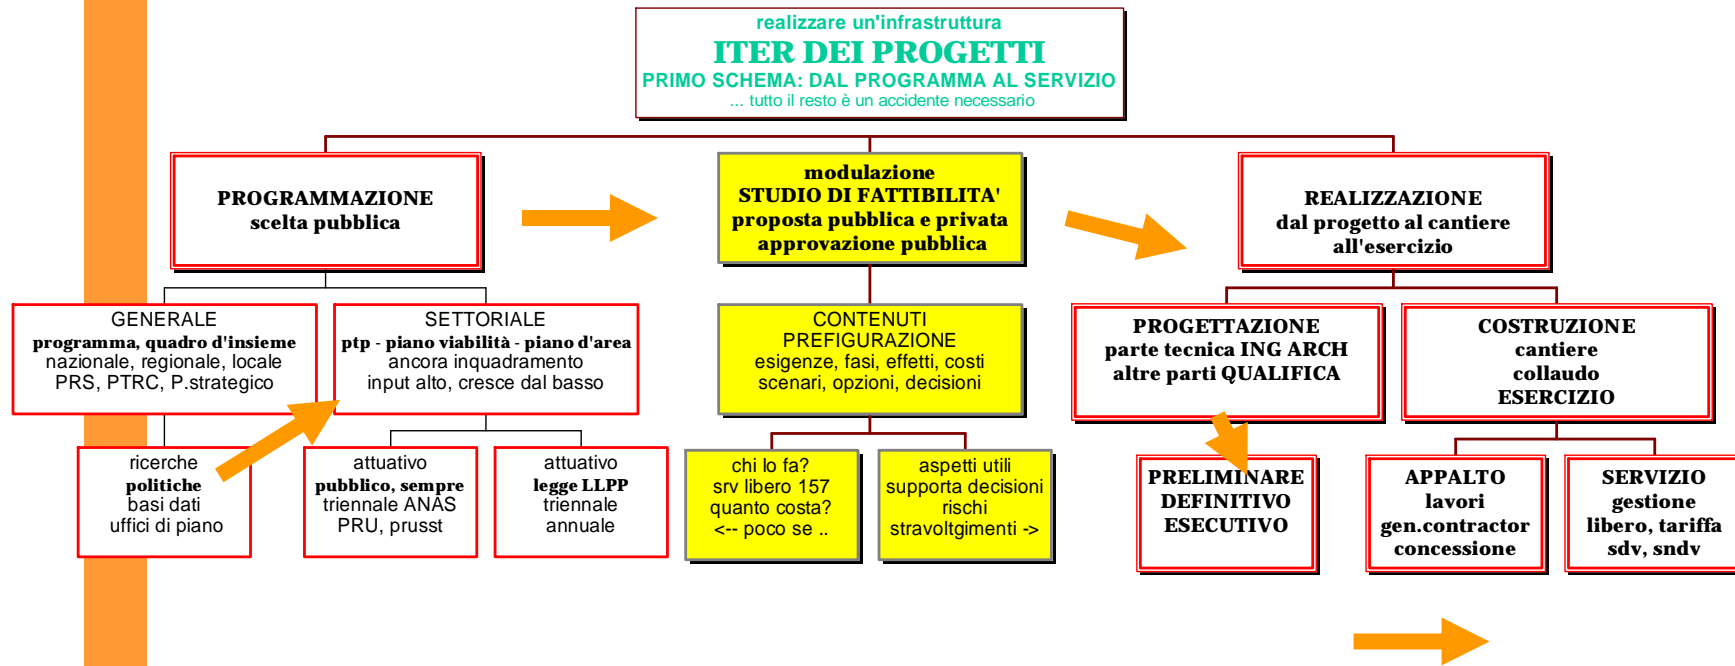 realizzare un'infrastruttura
ITER DEI PROGETTI
PRIMO SCHEMA: DAL PROGRAMMA AL SERVIZIO
... tutto il resto è un accidente necessario
PROGRAMMAZIONE
scelta pubblica
modulazione
STUDIO DI FATTIBILITA'
proposta pubblica e privata
approvazione pubblica
REALIZZAZIONE
dal progetto al cantiere
all'esercizio
GENERALE
programma, quadro d'insieme
nazionale, regionale, locale
PRS, PTRC, P.strategico
SETTORIALE
ptp - piano viabilità - piano d'area
ancora inquadramento
input alto, cresce dal basso
CONTENUTI
PREFIGURAZIONE
esigenze, fasi, effetti, costi
scenari, opzioni, decisioni
PROGETTAZIONE
parte tecnica ING ARCH
altre parti QUALIFICA
COSTRUZIONE
cantiere
collaudo
ESERCIZIO
ricerche
politiche
basi dati
uffici di piano
attuativo
pubblico, sempre
triennale ANAS
PRU, prusst
attuativo
legge LLPP
triennale
annuale
chi lo fa?
srv libero 157
quanto costa?
<-- poco se ..
aspetti utili
supporta decisioni
rischi
stravoltgimenti ->
PRELIMINARE
DEFINITIVO
ESECUTIVO
APPALTO
lavori
gen.contractor
concessione
SERVIZIO
gestione
libero, tariffa
sdv, sndv